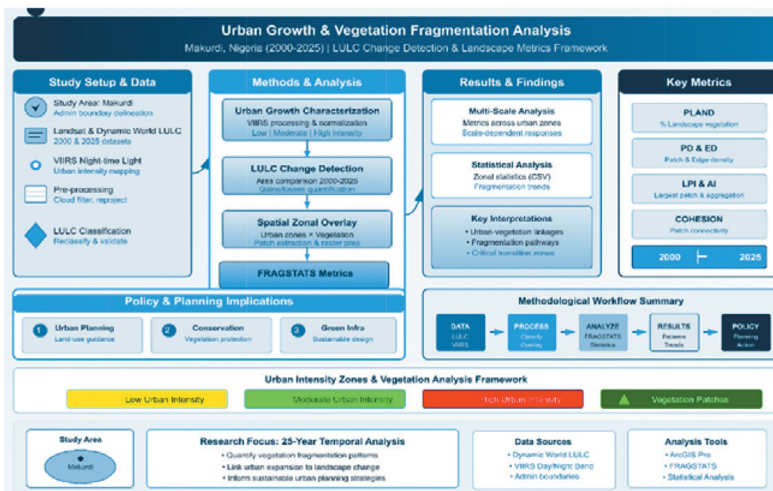 Urban Growth & Vegetation Fragmentation Analysis
Makurdi, Nigeria (2000-2025) | LULC Change Detection & Landscape Metrics Framework
Study Setup & Data
Study Area: Makurdi
Admin boundary delineation
Landsat & Dynamic World LULC
2000 & 2025 datasets
VIIRS Night-time Light
Urban intensity mapping
Pre-processing
Cloud filter, reproject
LULC Classification
Reclassify & validate
Methods & Analysis
Urban Growth Characterization
VIIRS processing & normalization
Low | Moderate | High Intensity
LULC Change Detection
Area comparison 2000-2025
Gains/losses quantification
Spatial Zonal Overlay
Urban zones × Vegetation
Patch extraction & raster prep
FRAGSTATS Metrics
Results & Findings
Multi-Scale Analysis
Metrics across urban zones
Scale-dependent responses
Statistical Analysis
Zonal statistics (CSV)
Fragmentation trends
Key Interpretations
• Urban-vegetation linkages
• Fragmentation pathways
• Critical transition zones
Key Metrics
PLAND
% Landscape vegetation
PD & ED
Patch & Edge density
LPI & AI
Largest patch & aggregation
COHESION
Patch connectivity
2000 2025
Policy & Planning Implications
1 Urban Planning
Land-use guidance
2 Conservation
Vegetation protection
3 Green Infra
Sustainable design
Methodological Workflow Summary
DATA
LULC
VIIRS
PROCESS
Classify
Overlay
ANALYZE
FRAGSTATS
Statistics
RESULTS
Patterns
Trends
POLICY
Planning
Action
Urban Intensity Zones & Vegetation Analysis Framework
Low Urban Intensity
Moderate Urban Intensity
High Urban Intensity
Vegetation Patches
Study Area
Makurdi
Research Focus: 25-Year Temporal Analysis
• Quantify vegetation fragmentation patterns
• Link urban expansion to landscape change
• Inform sustainable urban planning strategies
Data Sources
• Dynamic World LULC
• VIIRS Day/Night Band
• Admin boundaries
Analysis Tools
• ArcGIS Pro
• FRAGSTATS
• Statistical Analysis